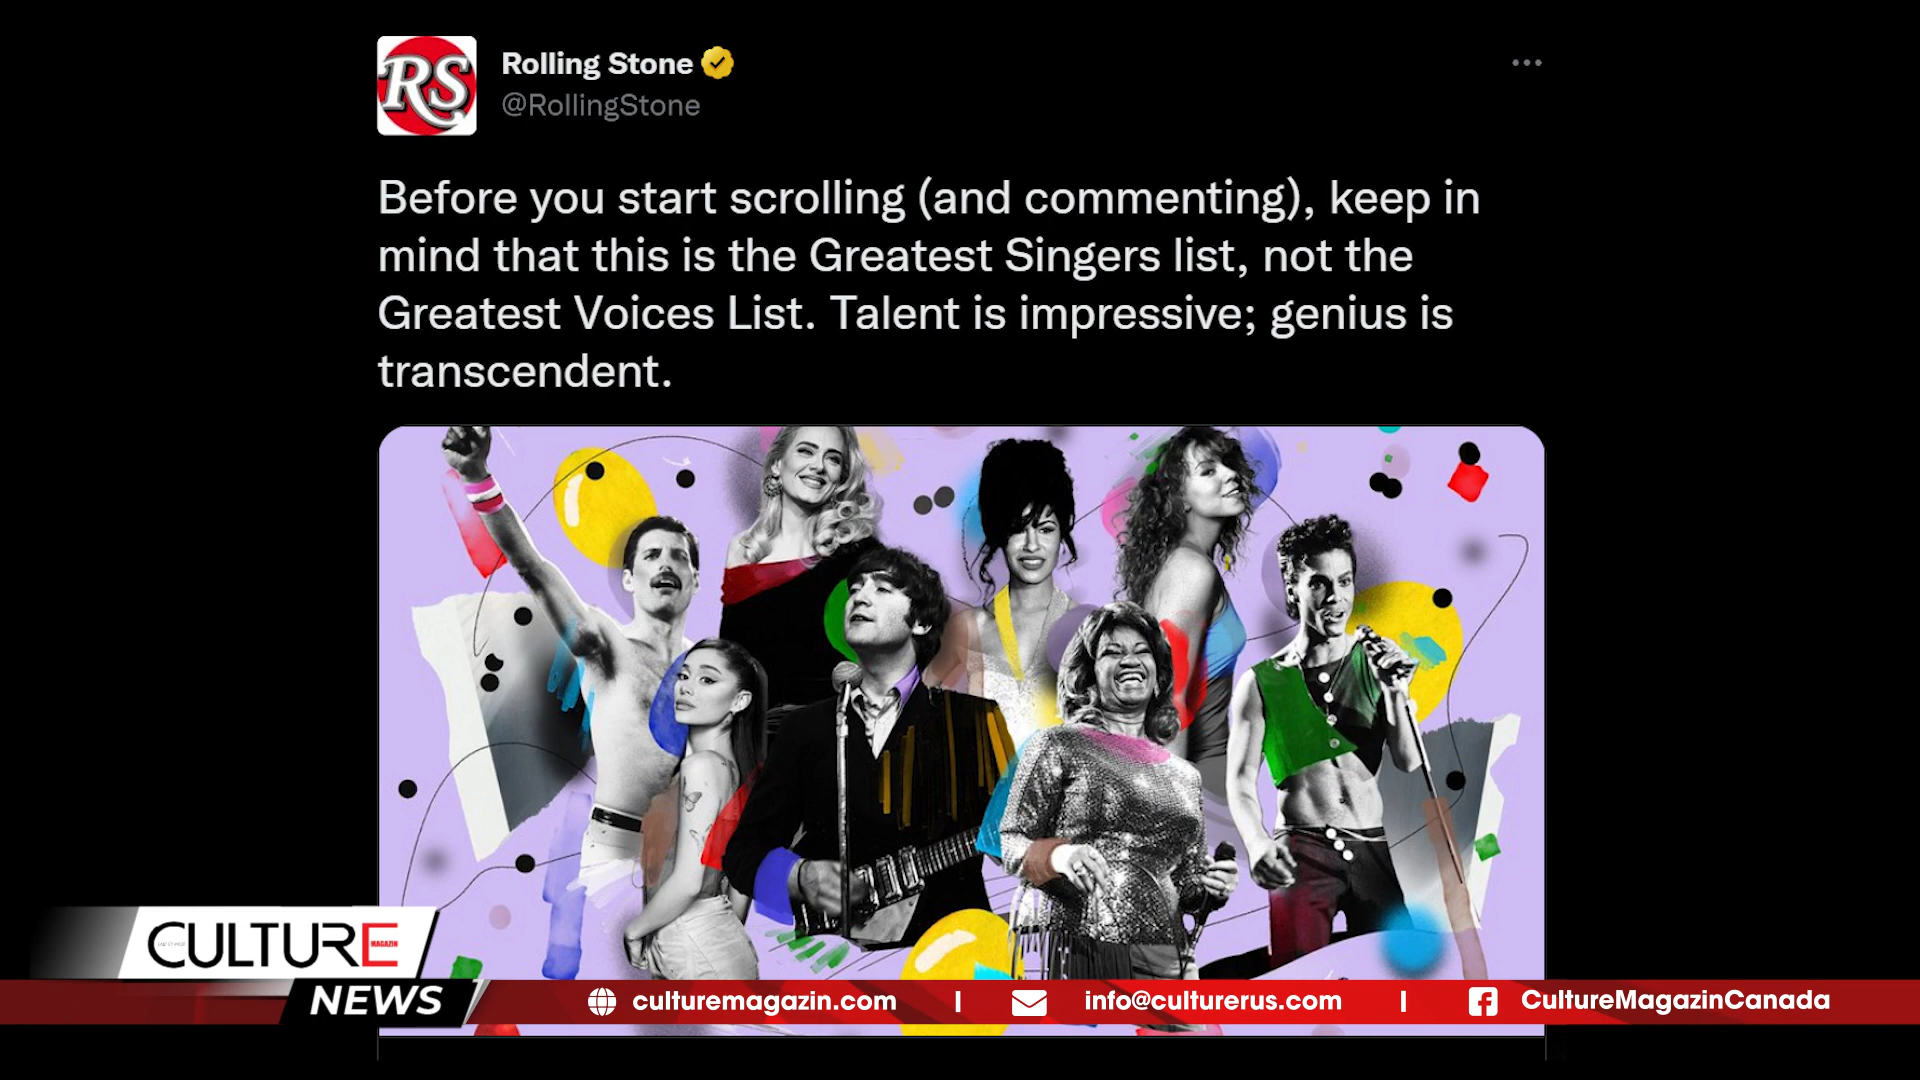 RS
Rolling Stone
@RollingStone
Before you start scrolling (and commenting), keep in
mind that this is the Greatest Singers list, not the
Greatest Voices List. Talent is impressive; genius is
transcendent.
CULTURE
MAGAZIN
NEWS
culturemagazin.com | info@culturerus.com | CultureMagazinCanada